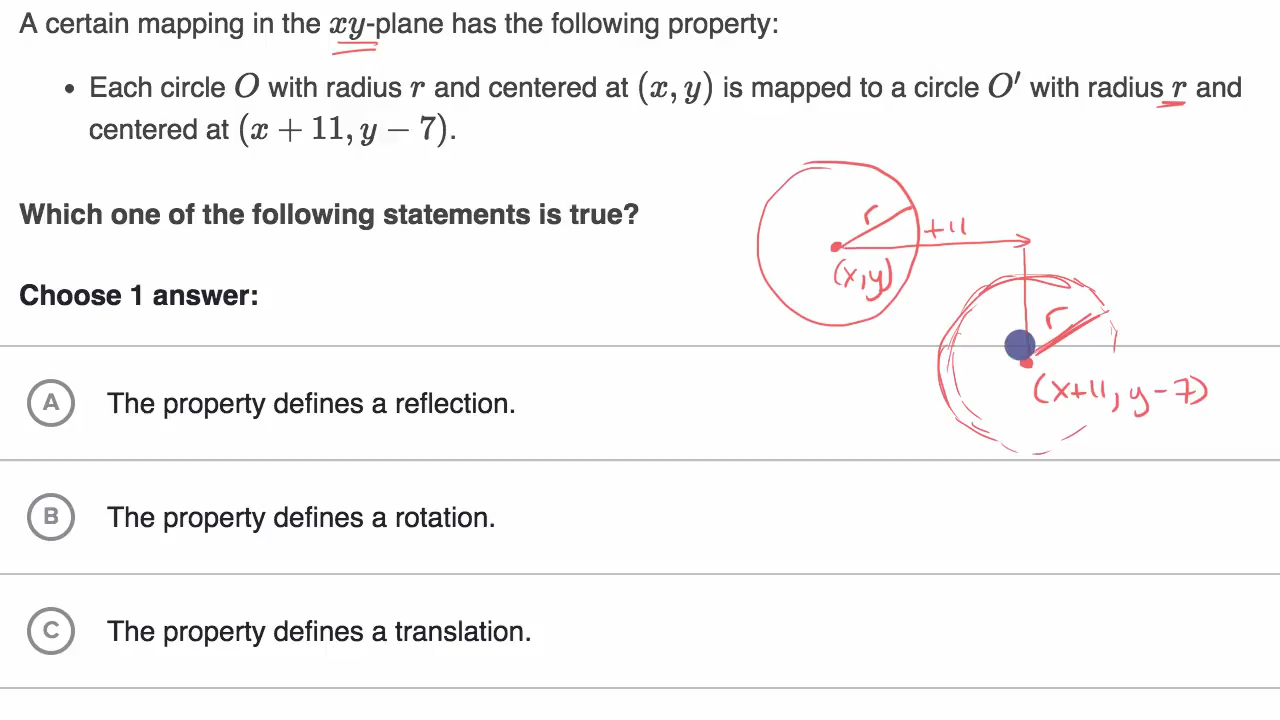 A certain mapping in the xy-plane has the following property:
• Each circle O with radius r and centered at (x, y) is mapped to a circle O′ with radius r and
centered at (x + 11, y − 7).
Which one of the following statements is true?
r
+11
(x,y)
Choose 1 answer:
r
(x+11, y-7)
A The property defines a reflection.
B The property defines a rotation.
C The property defines a translation.